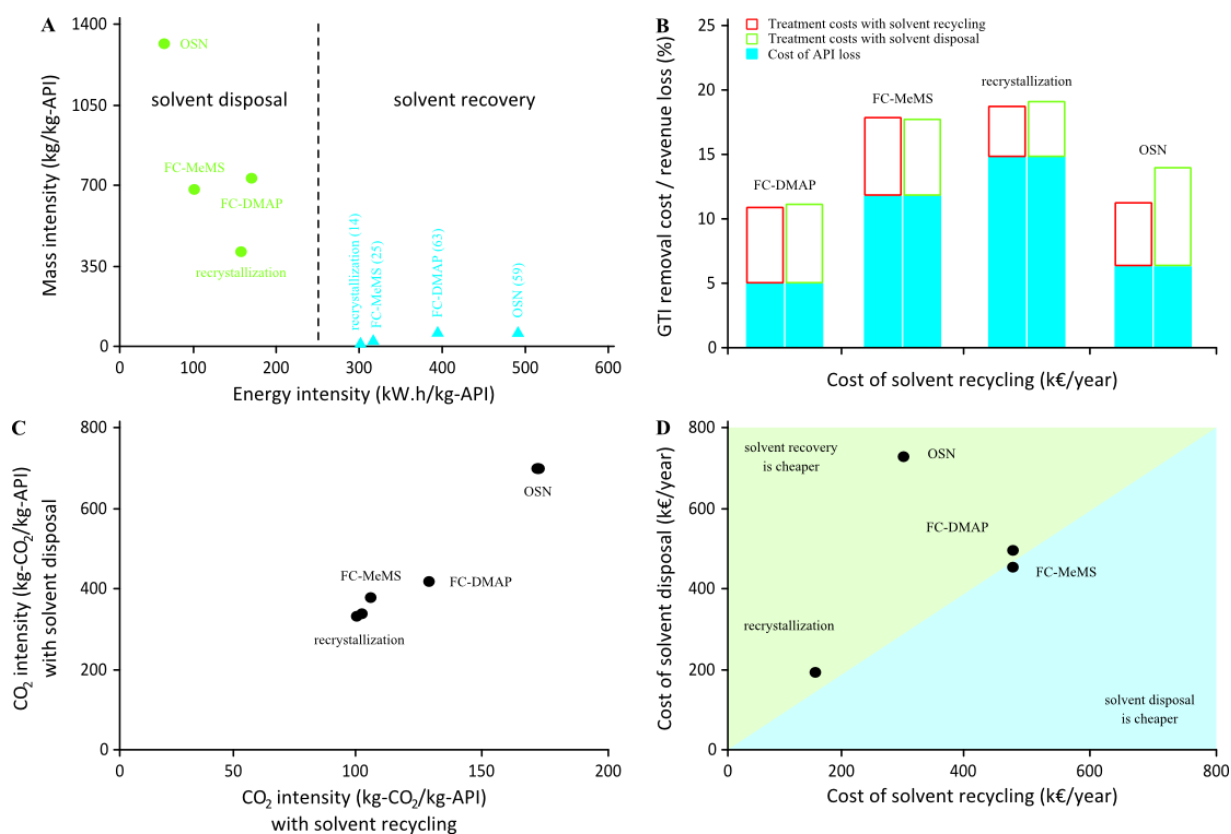 A
1400
1050
700
350
0
Mass intensity (kg/kg-API)
OSN
solvent disposal
solvent recovery
FC-MeMS
FC-DMAP
recrystallization
recrystallization (14)
FC-MeMS (25)
FC-DMAP (63)
OSN (59)
0
100
200
300
400
500
600
Energy intensity (kW.h/kg-API)
B
25
20
15
10
5
0
GTI removal cost / revenue loss (%)
Treatment costs with solvent recycling
Treatment costs with solvent disposal
Cost of API loss
FC-DMAP
FC-MeMS
recrystallization
OSN
Cost of solvent recycling (k€/year)
C
800
600
400
200
0
CO₂ intensity (kg-CO₂/kg-API)
with solvent disposal
OSN
FC-MeMS
FC-DMAP
recrystallization
0
50
100
150
200
CO₂ intensity (kg-CO₂/kg-API)
with solvent recycling
D
800
600
400
200
0
Cost of solvent disposal (k€/year)
solvent recovery
is cheaper
OSN
FC-DMAP
FC-MeMS
recrystallization
solvent disposal
is cheaper
0
200
400
600
800
Cost of solvent recycling (k€/year)